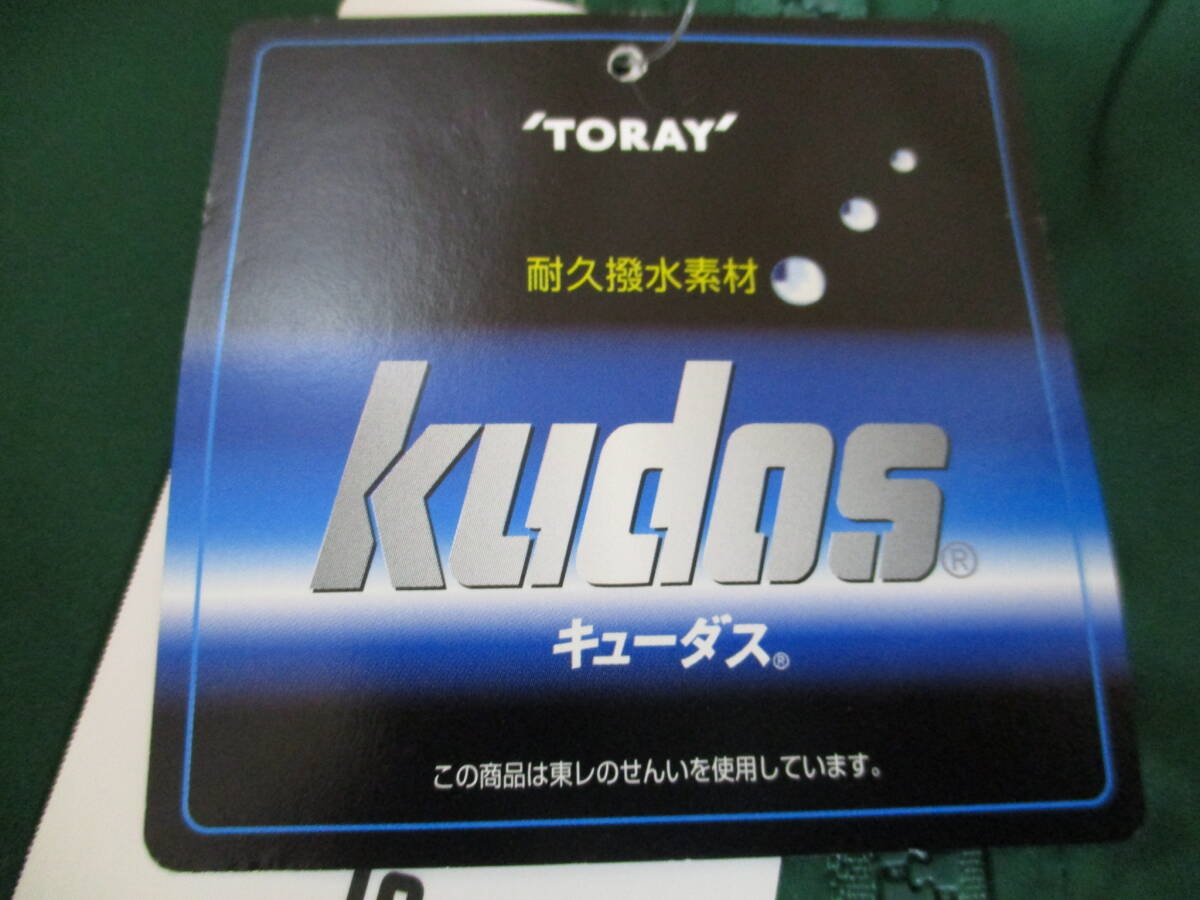 'TORAY'
耐久撥水素材
kudos®
キューダス®
この商品は東レのせんいを使用しています。